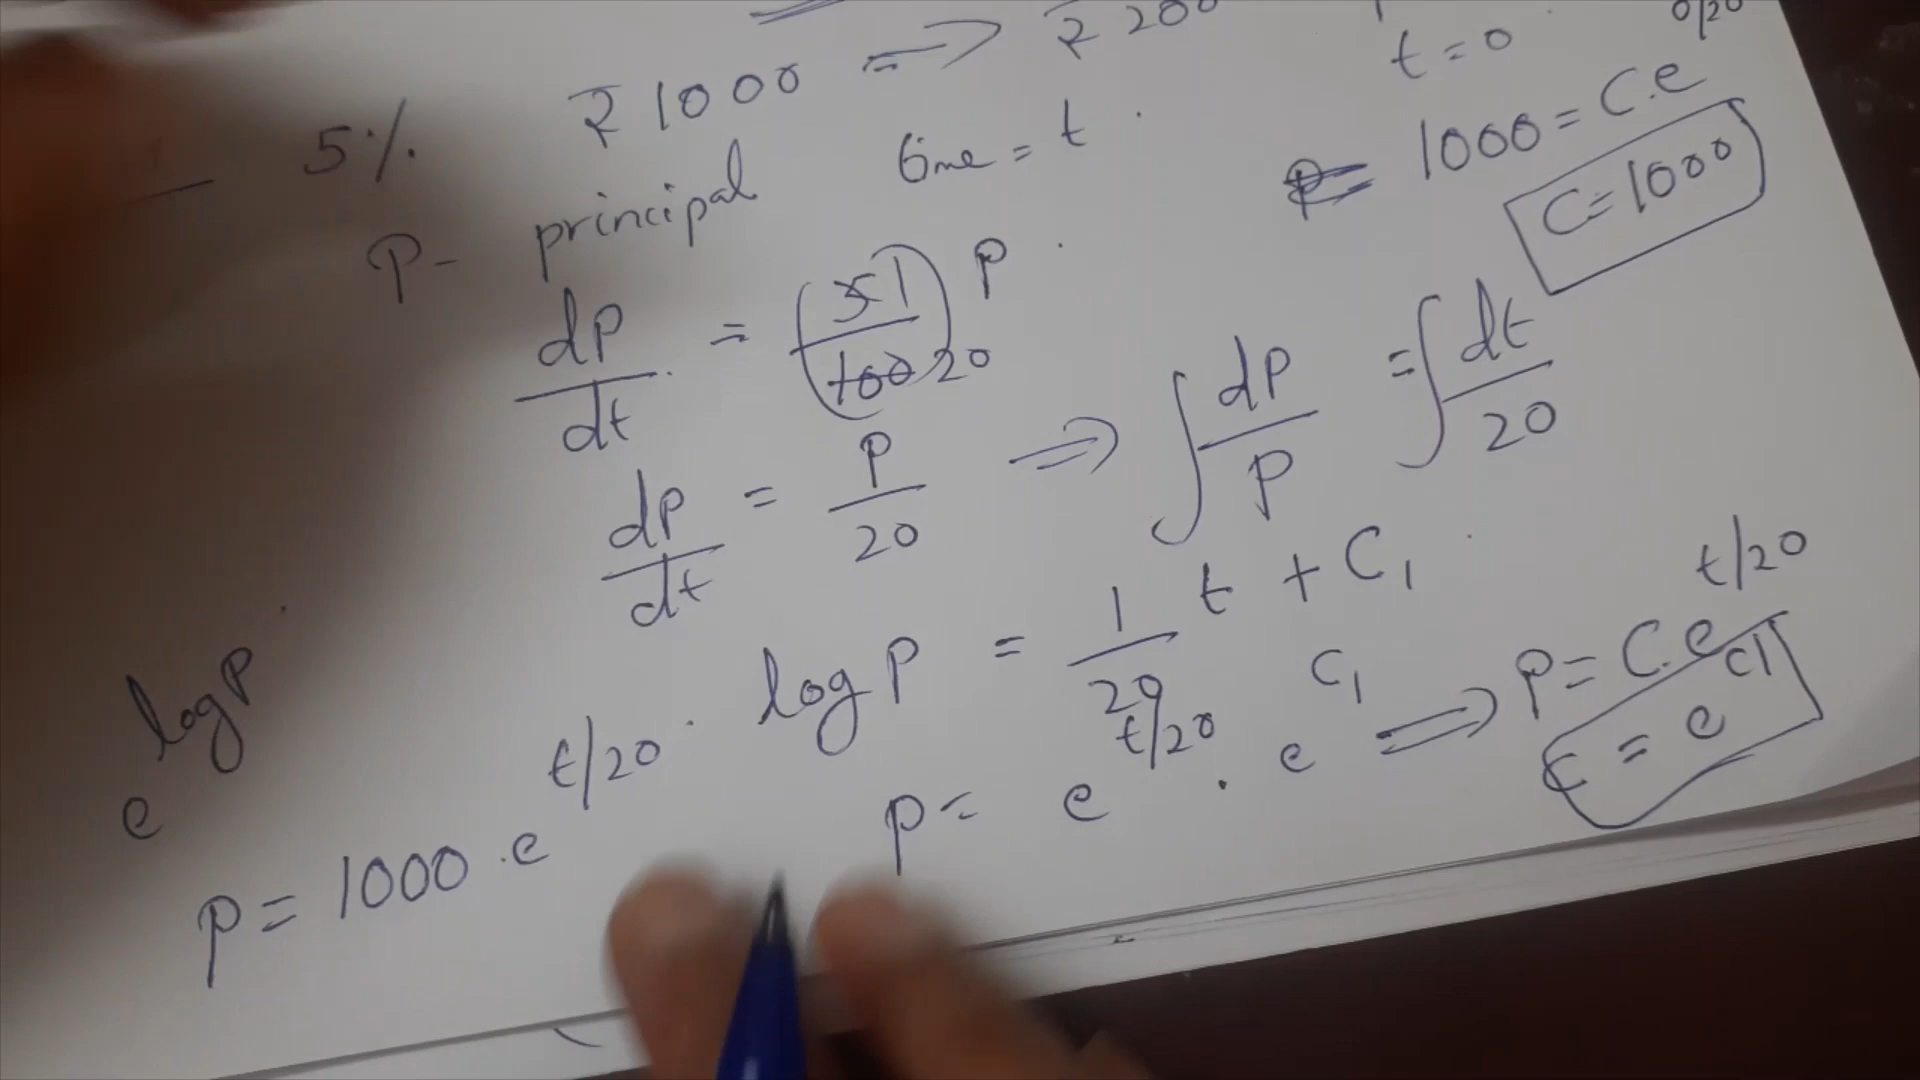 5% ₹1000 ⇒ ₹200
P - principal time = t
dp/dt = (5 1/100 20) P
dp/dt = P/20 ⇒ ∫ dp/P = ∫ dt/20
log P = 1/20 t + C₁
P = e^t/20 . e^C₁ ⇒ P = C.e^t/20
C = e^C1
t = 0
0/20
P= 1000 = C.e
C = 1000
e^log P
P = 1000 . e^t/20